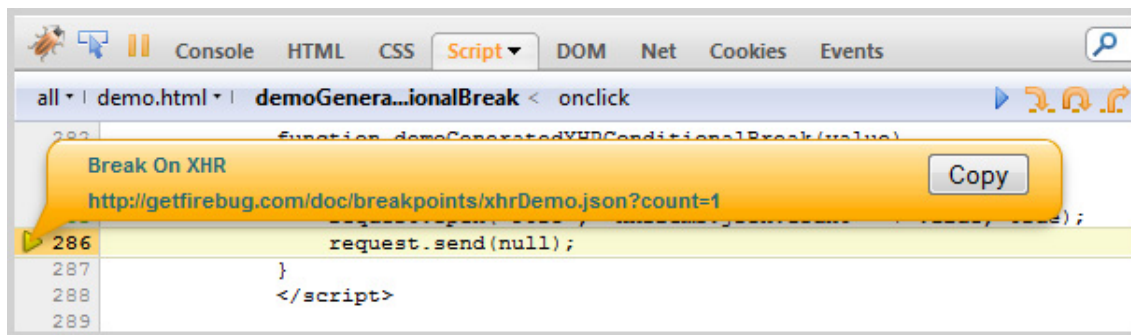 Console HTML CSS Script DOM Net Cookies Events
all demo.html demoGenera...ionalBreak < onclick
282 function demoGeneratedXHRConditionalBreak(value)
Break On XHR
Copy
http://getfirebug.com/doc/breakpoints/xhrDemo.json?count=1
286 request.send(null);
287 }
288 </script>
289